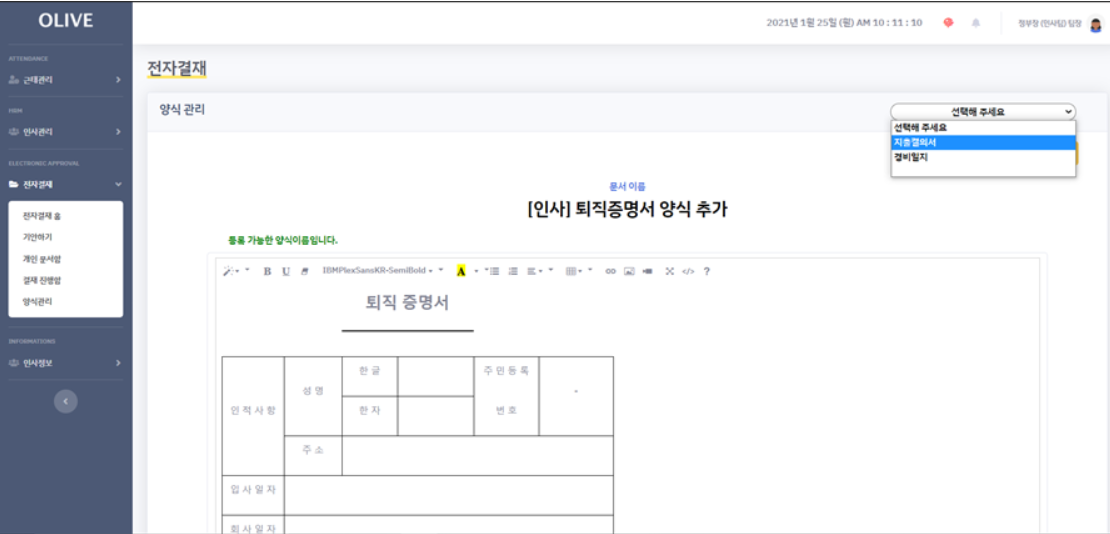 OLIVE
2021년 1월 25일 (월) AM 10 : 11 : 10
정부장 (인사팀) 팀장
ATTENDANCE
근태관리
HRM
인사관리
ELECTRONIC APPROVAL
전자결재
전자결재 홈
기안하기
개인 문서함
결재 진행함
양식관리
INFORMATIONS
인사정보
전자결재
양식 관리
선택해 주세요
선택해 주세요
지출결의서
경비일지
문서 이름
[인사] 퇴직증명서 양식 추가
등록 가능한 양식이름입니다.
B U IBMPlexSansKR-SemiBold A </> ?
퇴직 증명서
인 적 사 항
성 명
한 글
주 민 등 록
번 호
-
한 자
주 소
입 사 일 자
회 사 일 자